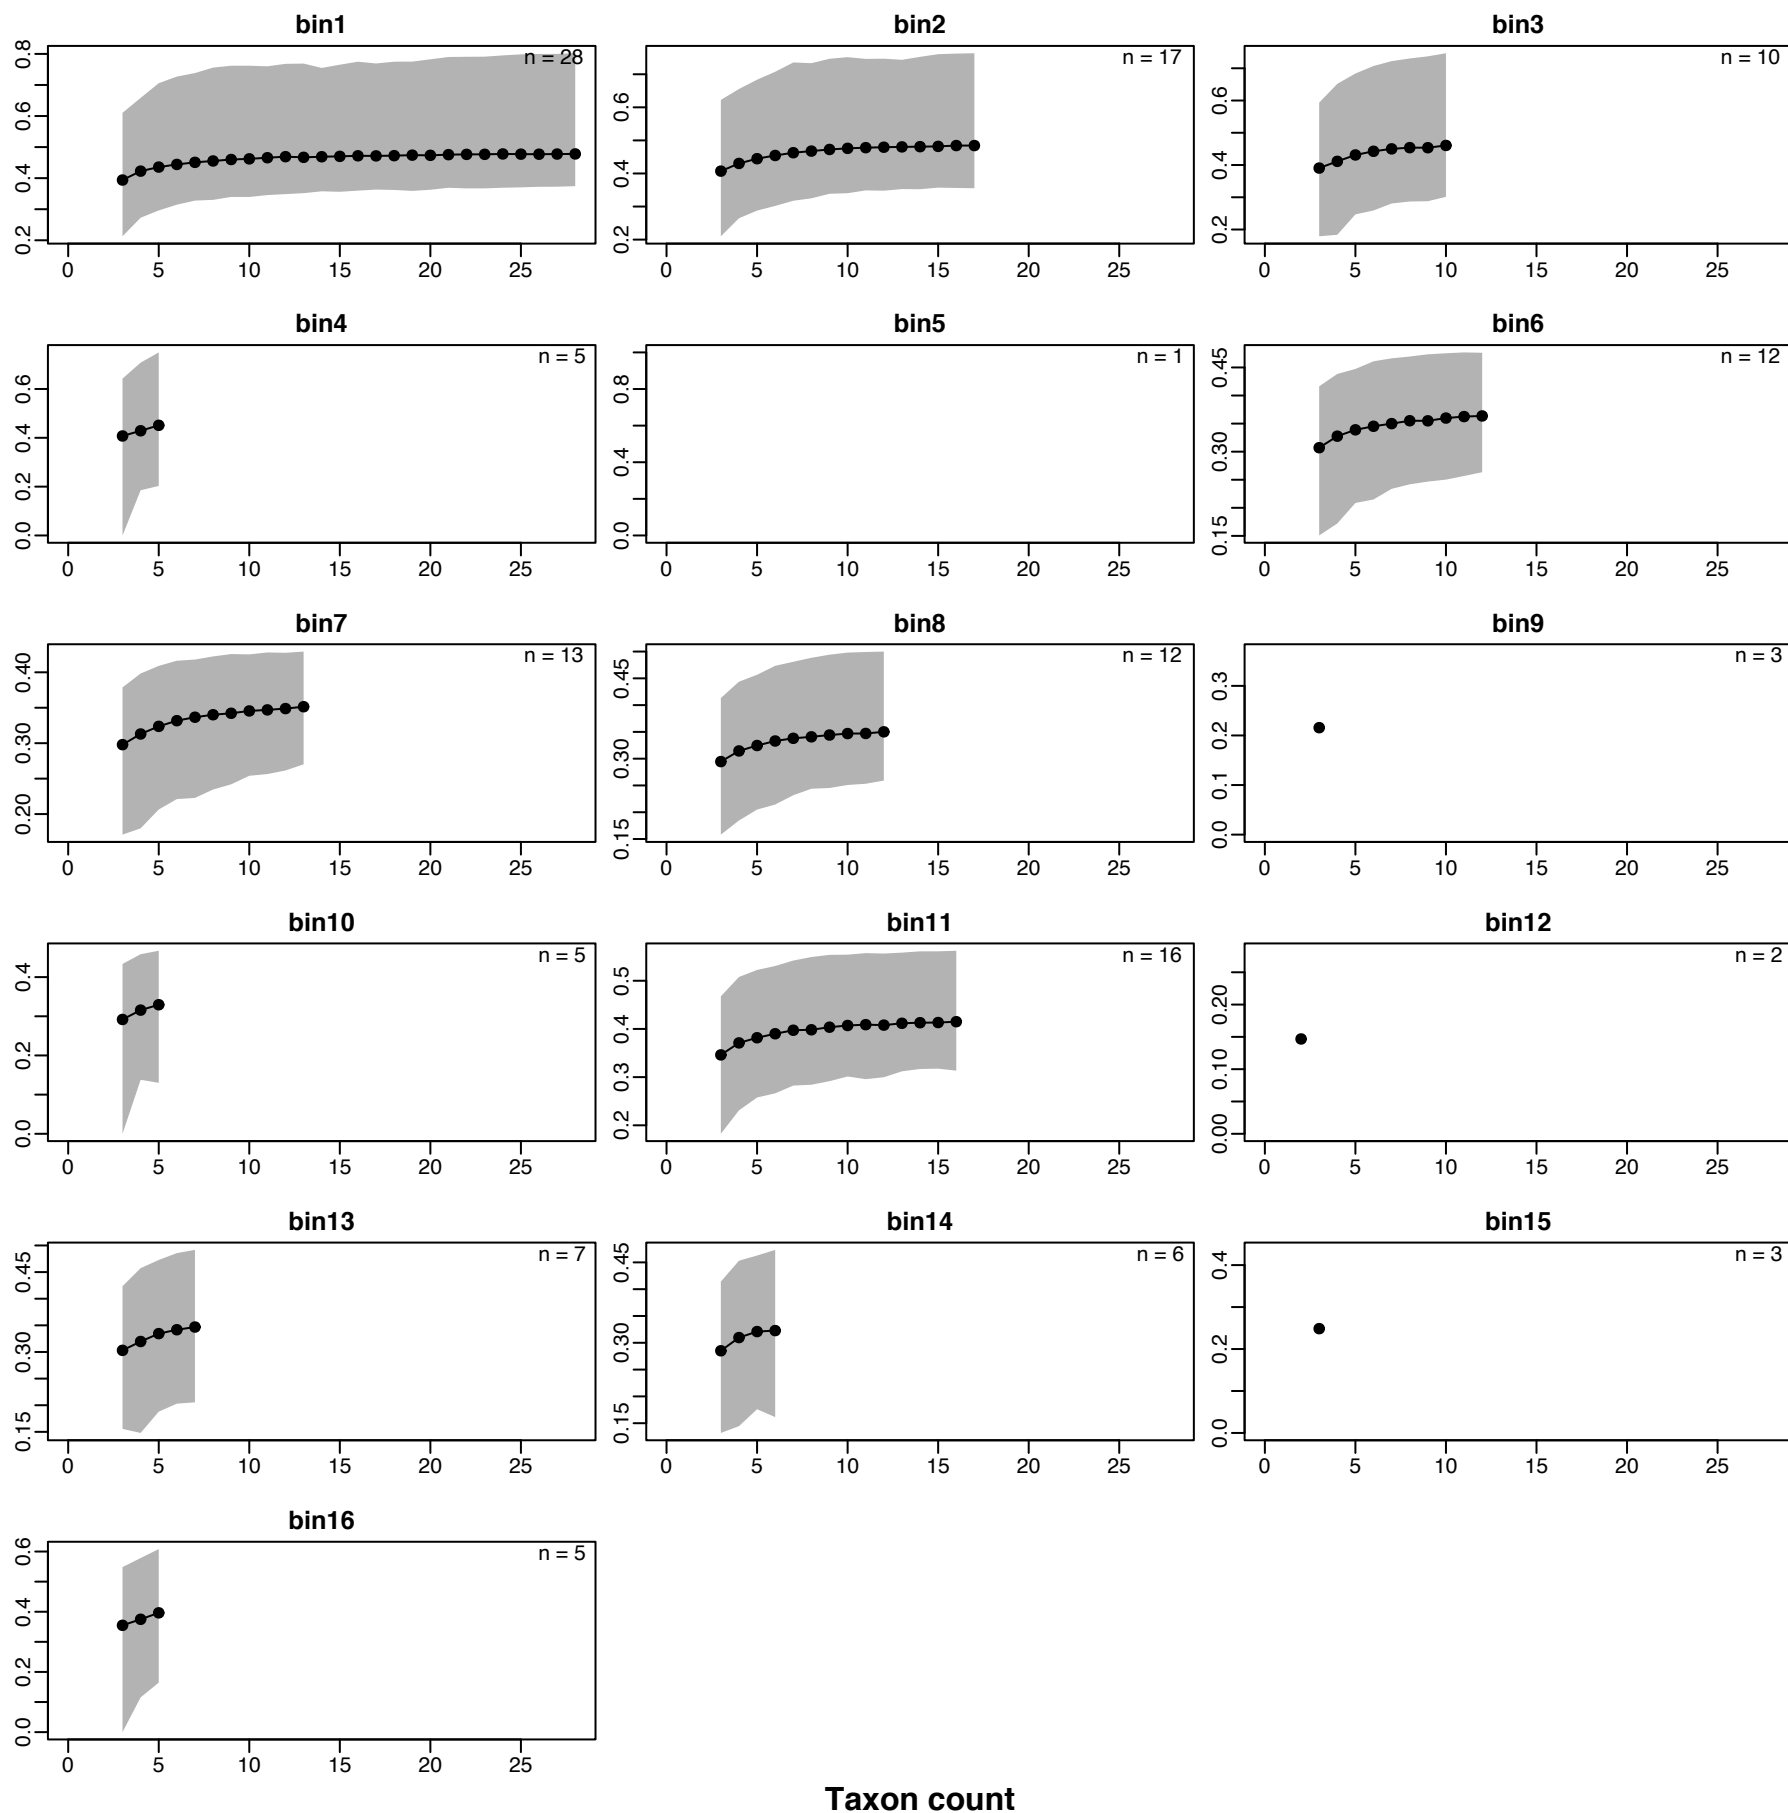 bin1 bin2 bin3
n = 28 n = 17 n = 10
0.2 0.4 0.6 0.8 0.2 0.4 0.6 0.2 0.4 0.6
0 5 10 15 20 25 0 5 10 15 20 25 0 5 10 15 20 25
bin4 bin5 bin6
n = 5 n = 1 n = 12
0.0 0.2 0.4 0.6 0.0 0.4 0.8 0.15 0.30 0.45
0 5 10 15 20 25 0 5 10 15 20 25 0 5 10 15 20 25
bin7 bin8 bin9
n = 13 n = 12 n = 3
0.20 0.30 0.40 0.15 0.30 0.45 0.0 0.1 0.2 0.3
0 5 10 15 20 25 0 5 10 15 20 25 0 5 10 15 20 25
bin10 bin11 bin12
n = 5 n = 16 n = 2
0.0 0.2 0.4 0.2 0.3 0.4 0.5 0.00 0.10 0.20
0 5 10 15 20 25 0 5 10 15 20 25 0 5 10 15 20 25
bin13 bin14 bin15
n = 7 n = 6 n = 3
0.15 0.30 0.45 0.15 0.30 0.45 0.0 0.2 0.4
0 5 10 15 20 25 0 5 10 15 20 25 0 5 10 15 20 25
bin16
n = 5
0.0 0.2 0.4 0.6
0 5 10 15 20 25
Taxon count